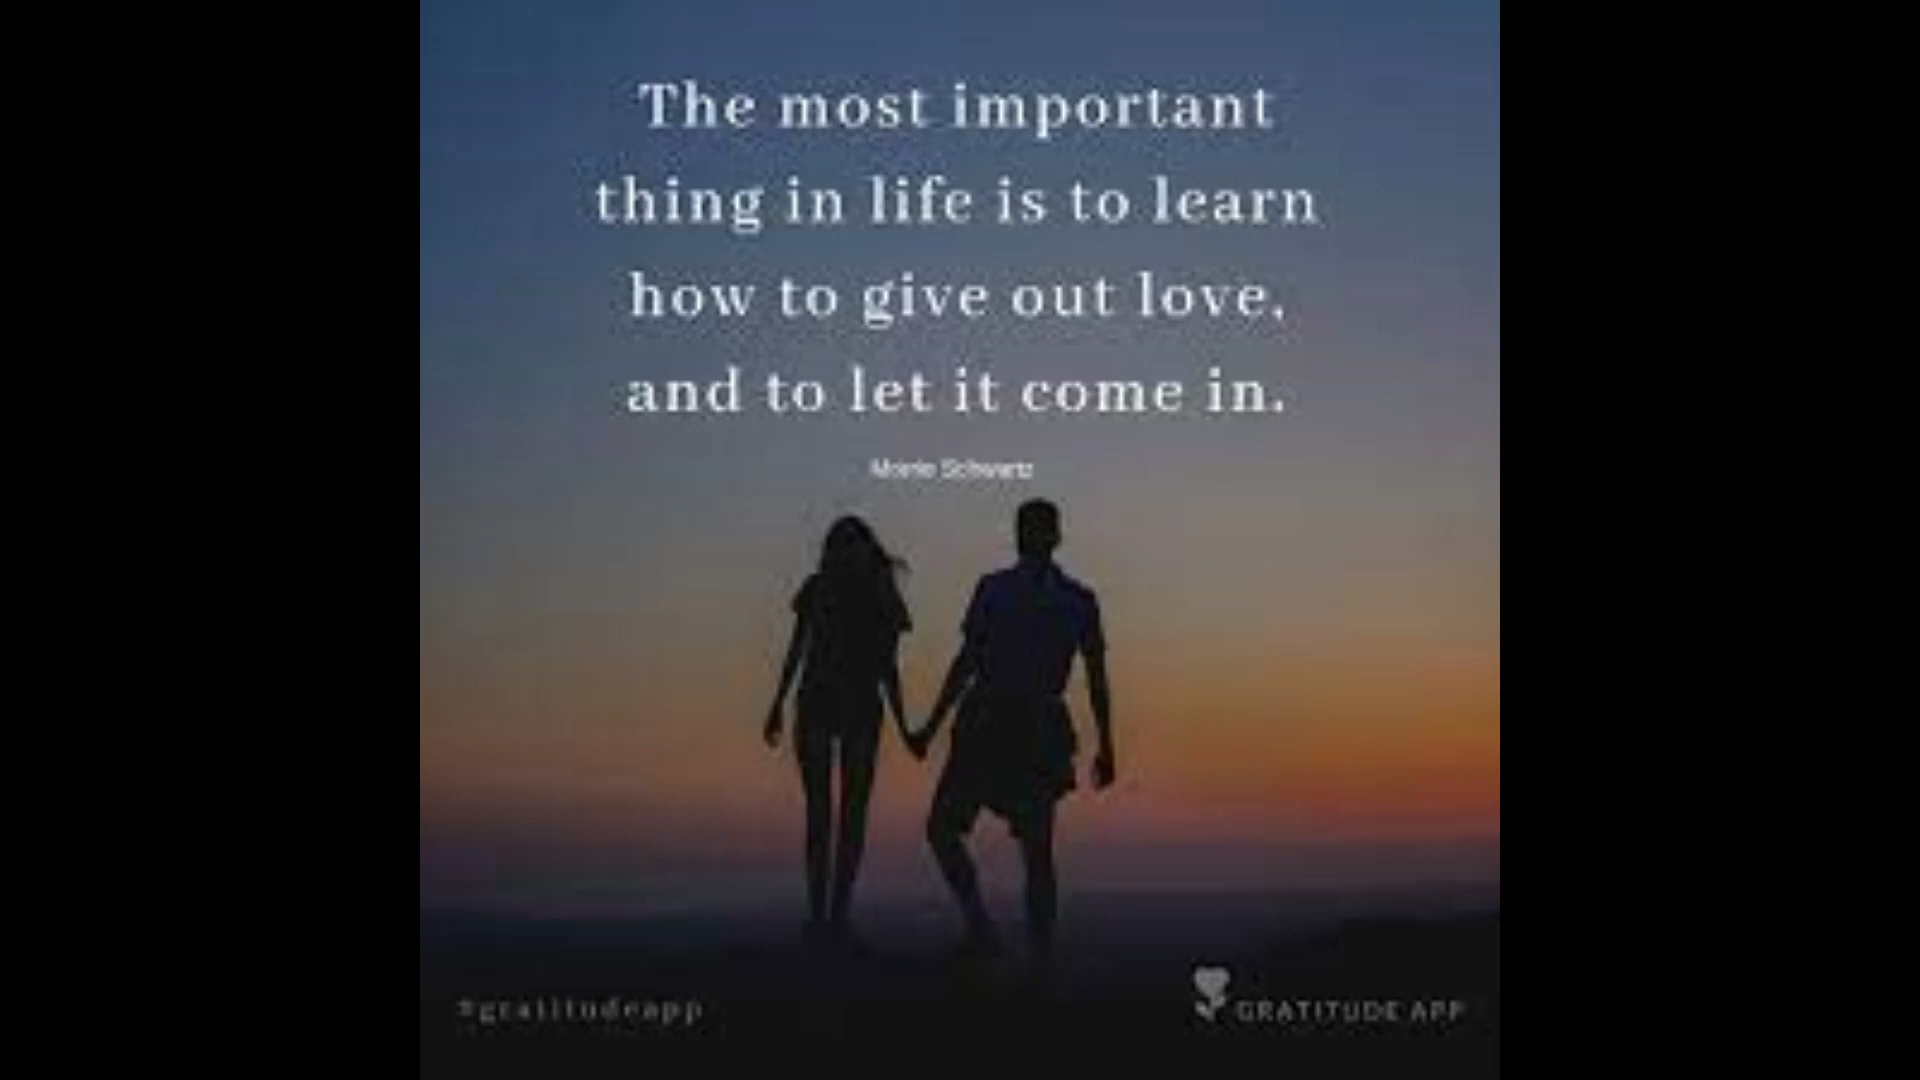 The most important
thing in life is to learn
how to give out love,
and to let it come in.
Morrie Schwartz
#gratitudeapp
GRATITUDE APP